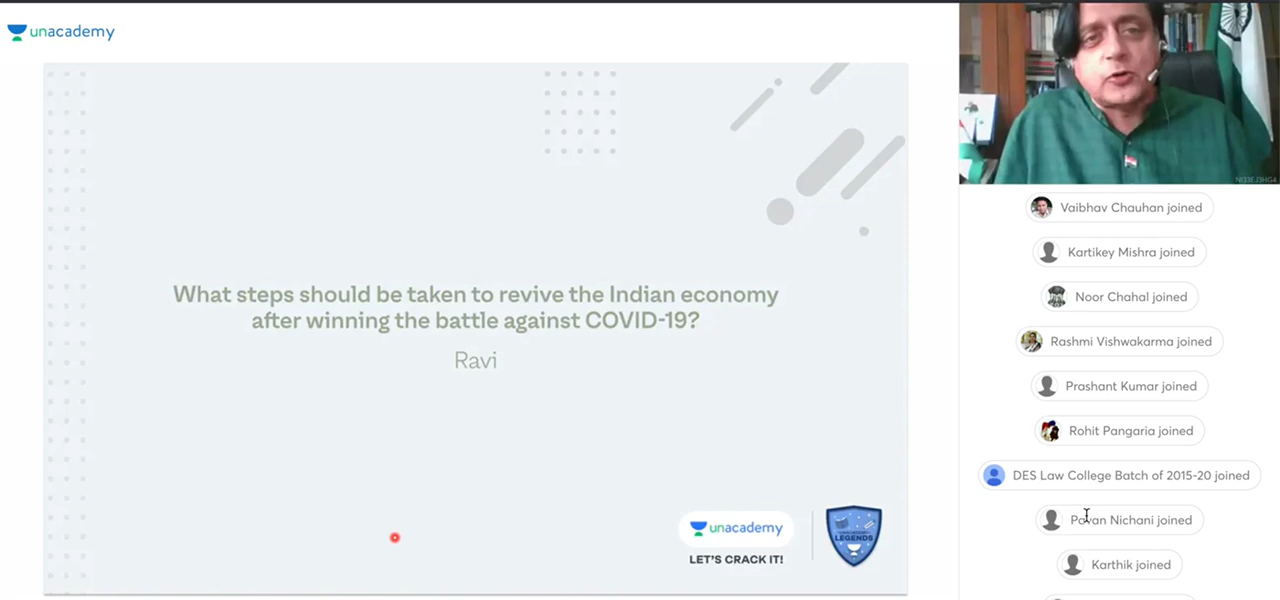 unacademy
What steps should be taken to revive the Indian economy
after winning the battle against COVID-19?
Ravi
unacademy
LET'S CRACK IT!
LEGENDS
Vaibhav Chauhan joined
Kartikey Mishra joined
Noor Chahal joined
Rashmi Vishwakarma joined
Prashant Kumar joined
Rohit Pangaria joined
DES Law College Batch of 2015-20 joined
Pavan Nichani joined
Karthik joined